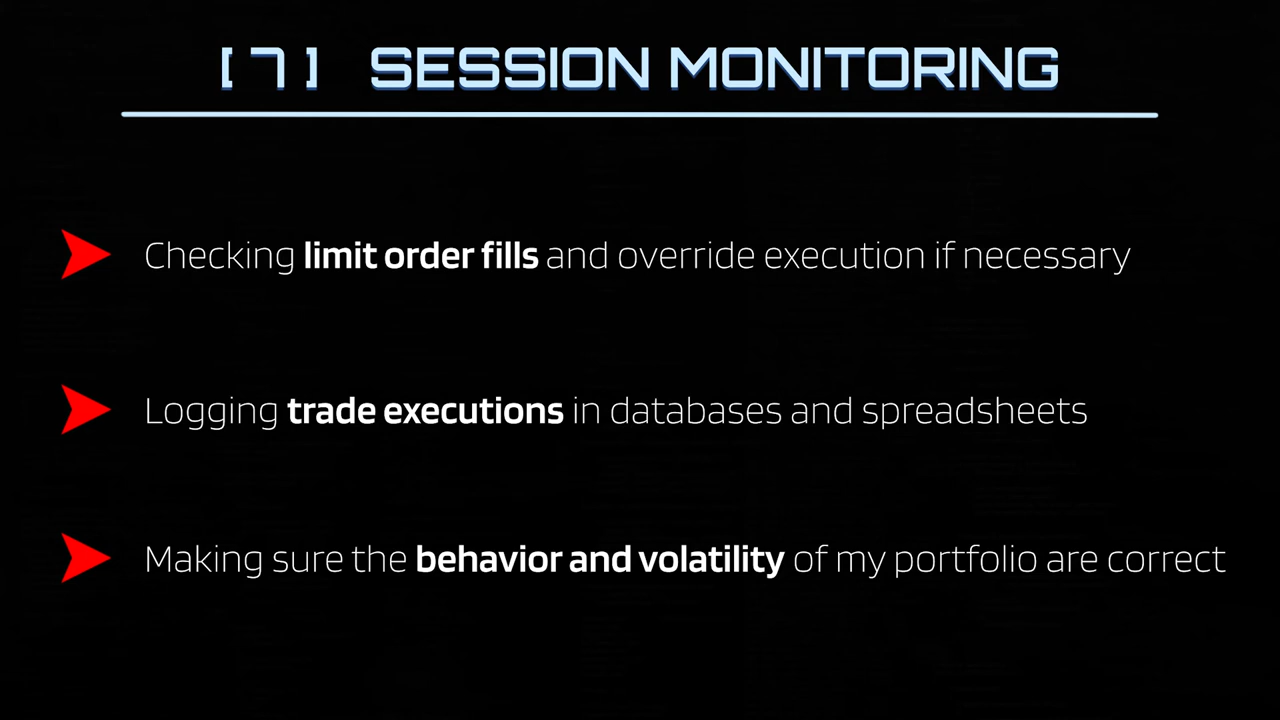 [ 7 ] SESSION MONITORING
Checking limit order fills and override execution if necessary
Logging trade executions in databases and spreadsheets
Making sure the behavior and volatility of my portfolio are correct